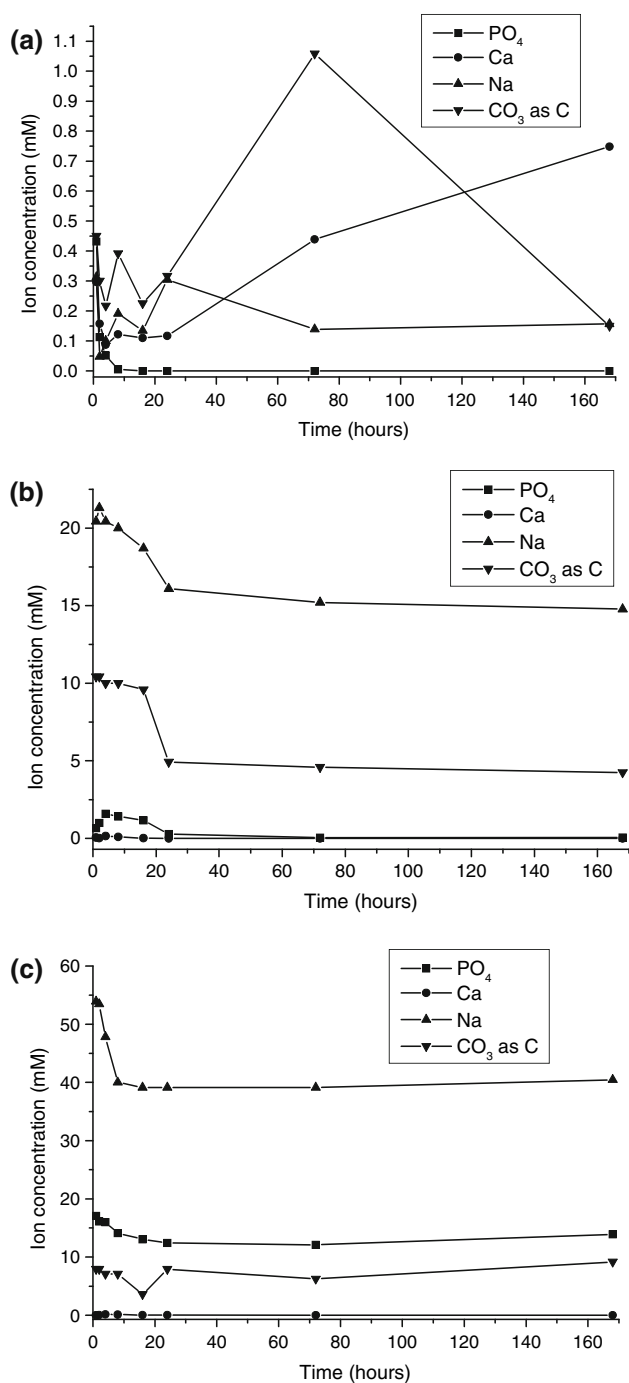 (a)
PO₄
Ca
Na
CO₃ as C
Ion concentration (mM)
1.1
1.0
0.9
0.8
0.7
0.6
0.5
0.4
0.3
0.2
0.1
0.0
0 20 40 60 80 100 120 140 160
Time (hours)
(b)
PO₄
Ca
Na
CO₃ as C
Ion concentration (mM)
20
15
10
5
0
0 20 40 60 80 100 120 140 160
Time (hours)
(c)
PO₄
Ca
Na
CO₃ as C
Ion concentration (mM)
60
50
40
30
20
10
0
0 20 40 60 80 100 120 140 160
Time (hours)